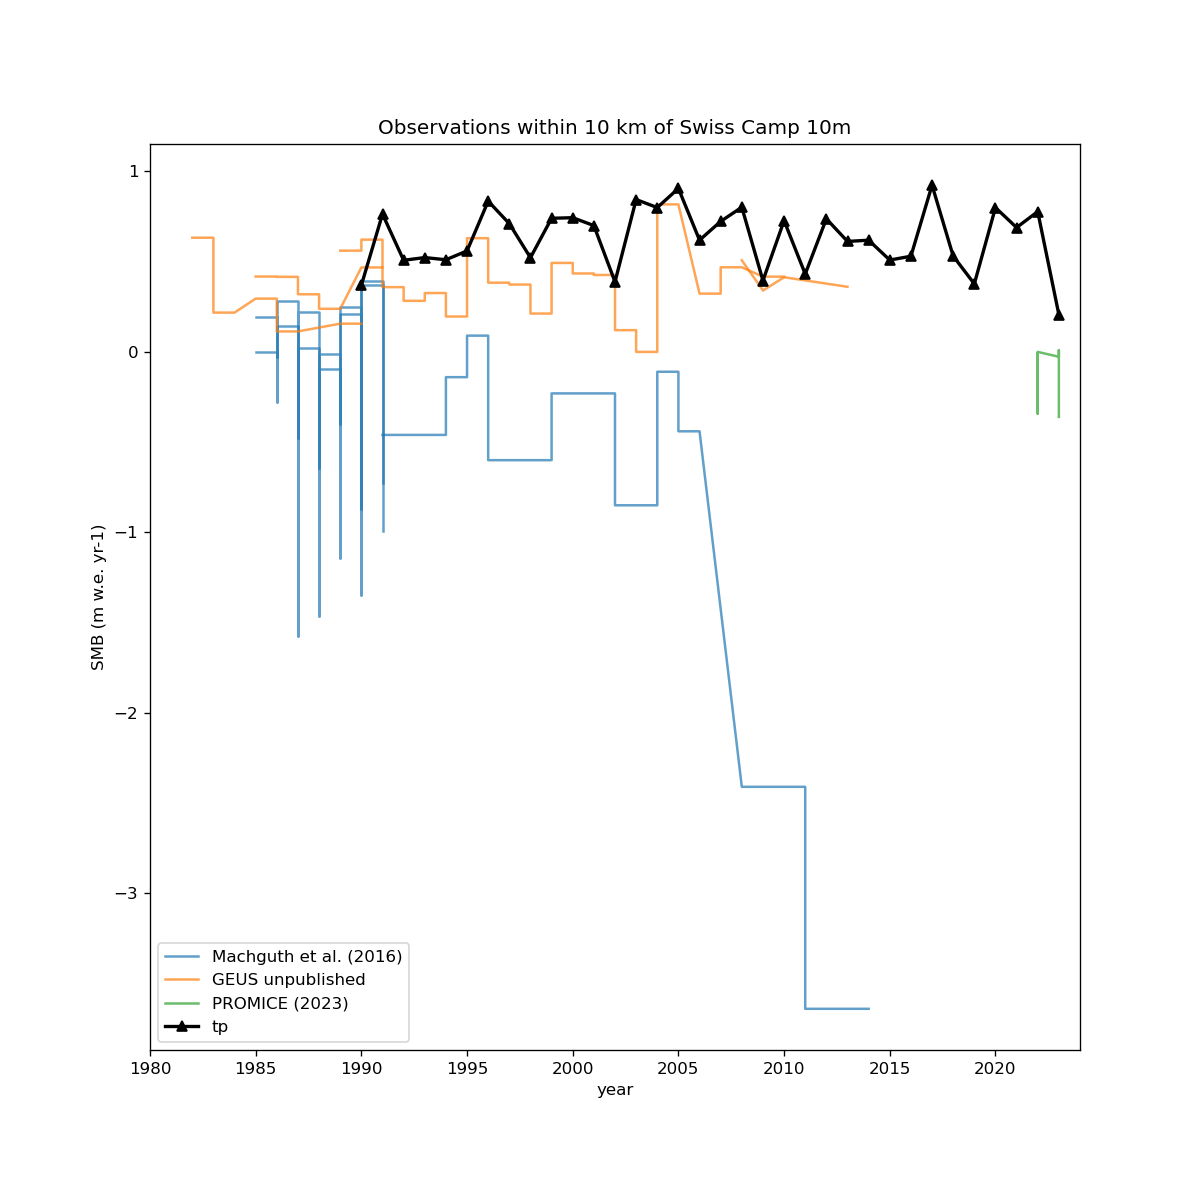 Observations within 10 km of Swiss Camp 10m
SMB (m w.e. yr-1)
1
0
−1
−2
−3
Machguth et al. (2016)
GEUS unpublished
PROMICE (2023)
tp
1980 1985 1990 1995 2000 2005 2010 2015 2020
year